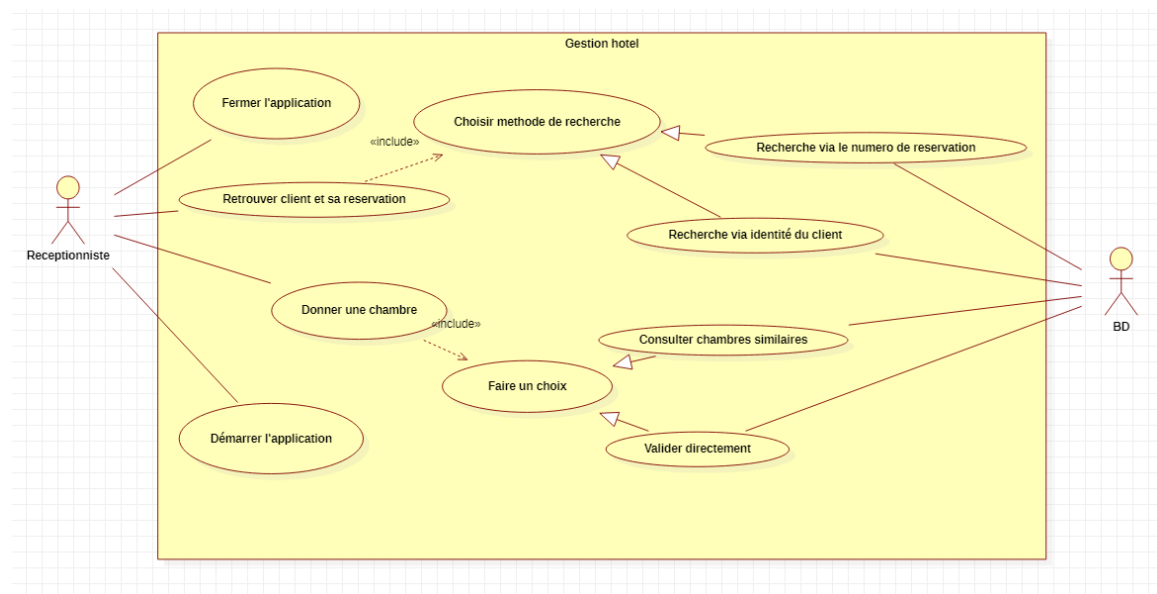 Gestion hotel
Fermer l'application
Choisir methode de recherche
«include»
Recherche via le numero de reservation
Retrouver client et sa reservation
Recherche via identité du client
Receptionniste
Donner une chambre
«include»
BD
Consulter chambres similaires
Faire un choix
Démarrer l'application
Valider directement